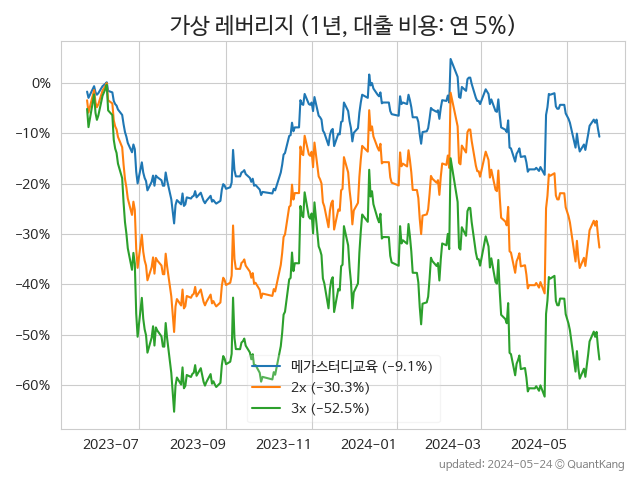 가상 레버리지 (1년, 대출 비용: 연 5%)
0%
−10%
−20%
−30%
−40%
−50%
−60%
메가스터디교육 (−9.1%)
2x (−30.3%)
3x (−52.5%)
2023-07 2023-09 2023-11 2024-01 2024-03 2024-05
updated: 2024-05-24 © QuantKang